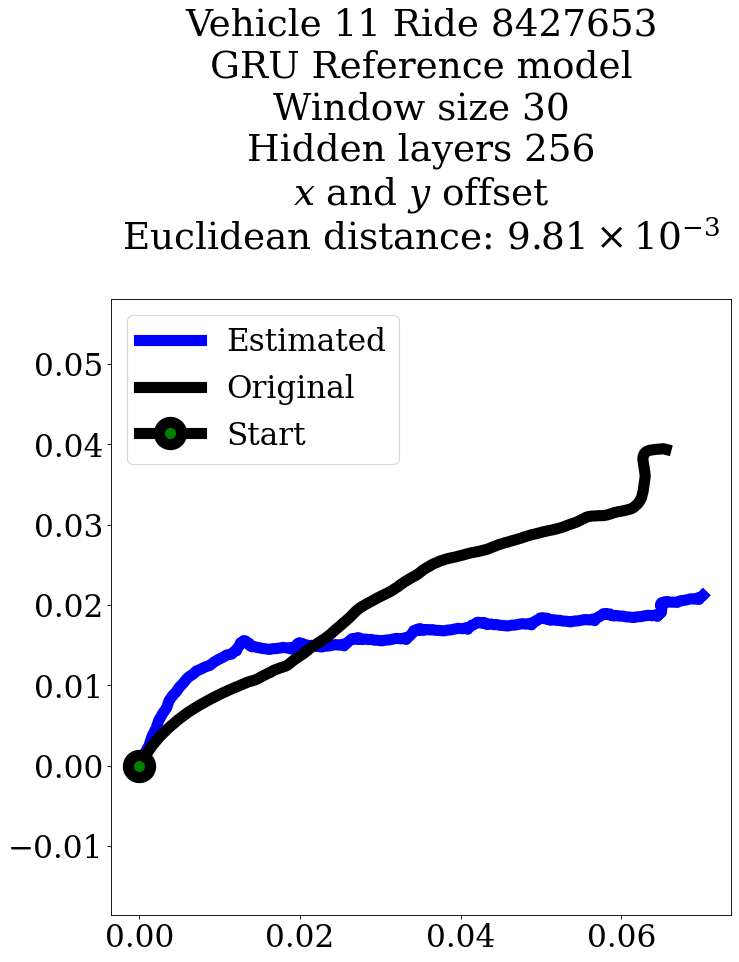 Vehicle 11 Ride 8427653
GRU Reference model
Window size 30
Hidden layers 256
x and y offset
Euclidean distance: 9.81 × 10⁻³
Estimated
Original
Start
0.05
0.04
0.03
0.02
0.01
0.00
−0.01
0.00 0.02 0.04 0.06